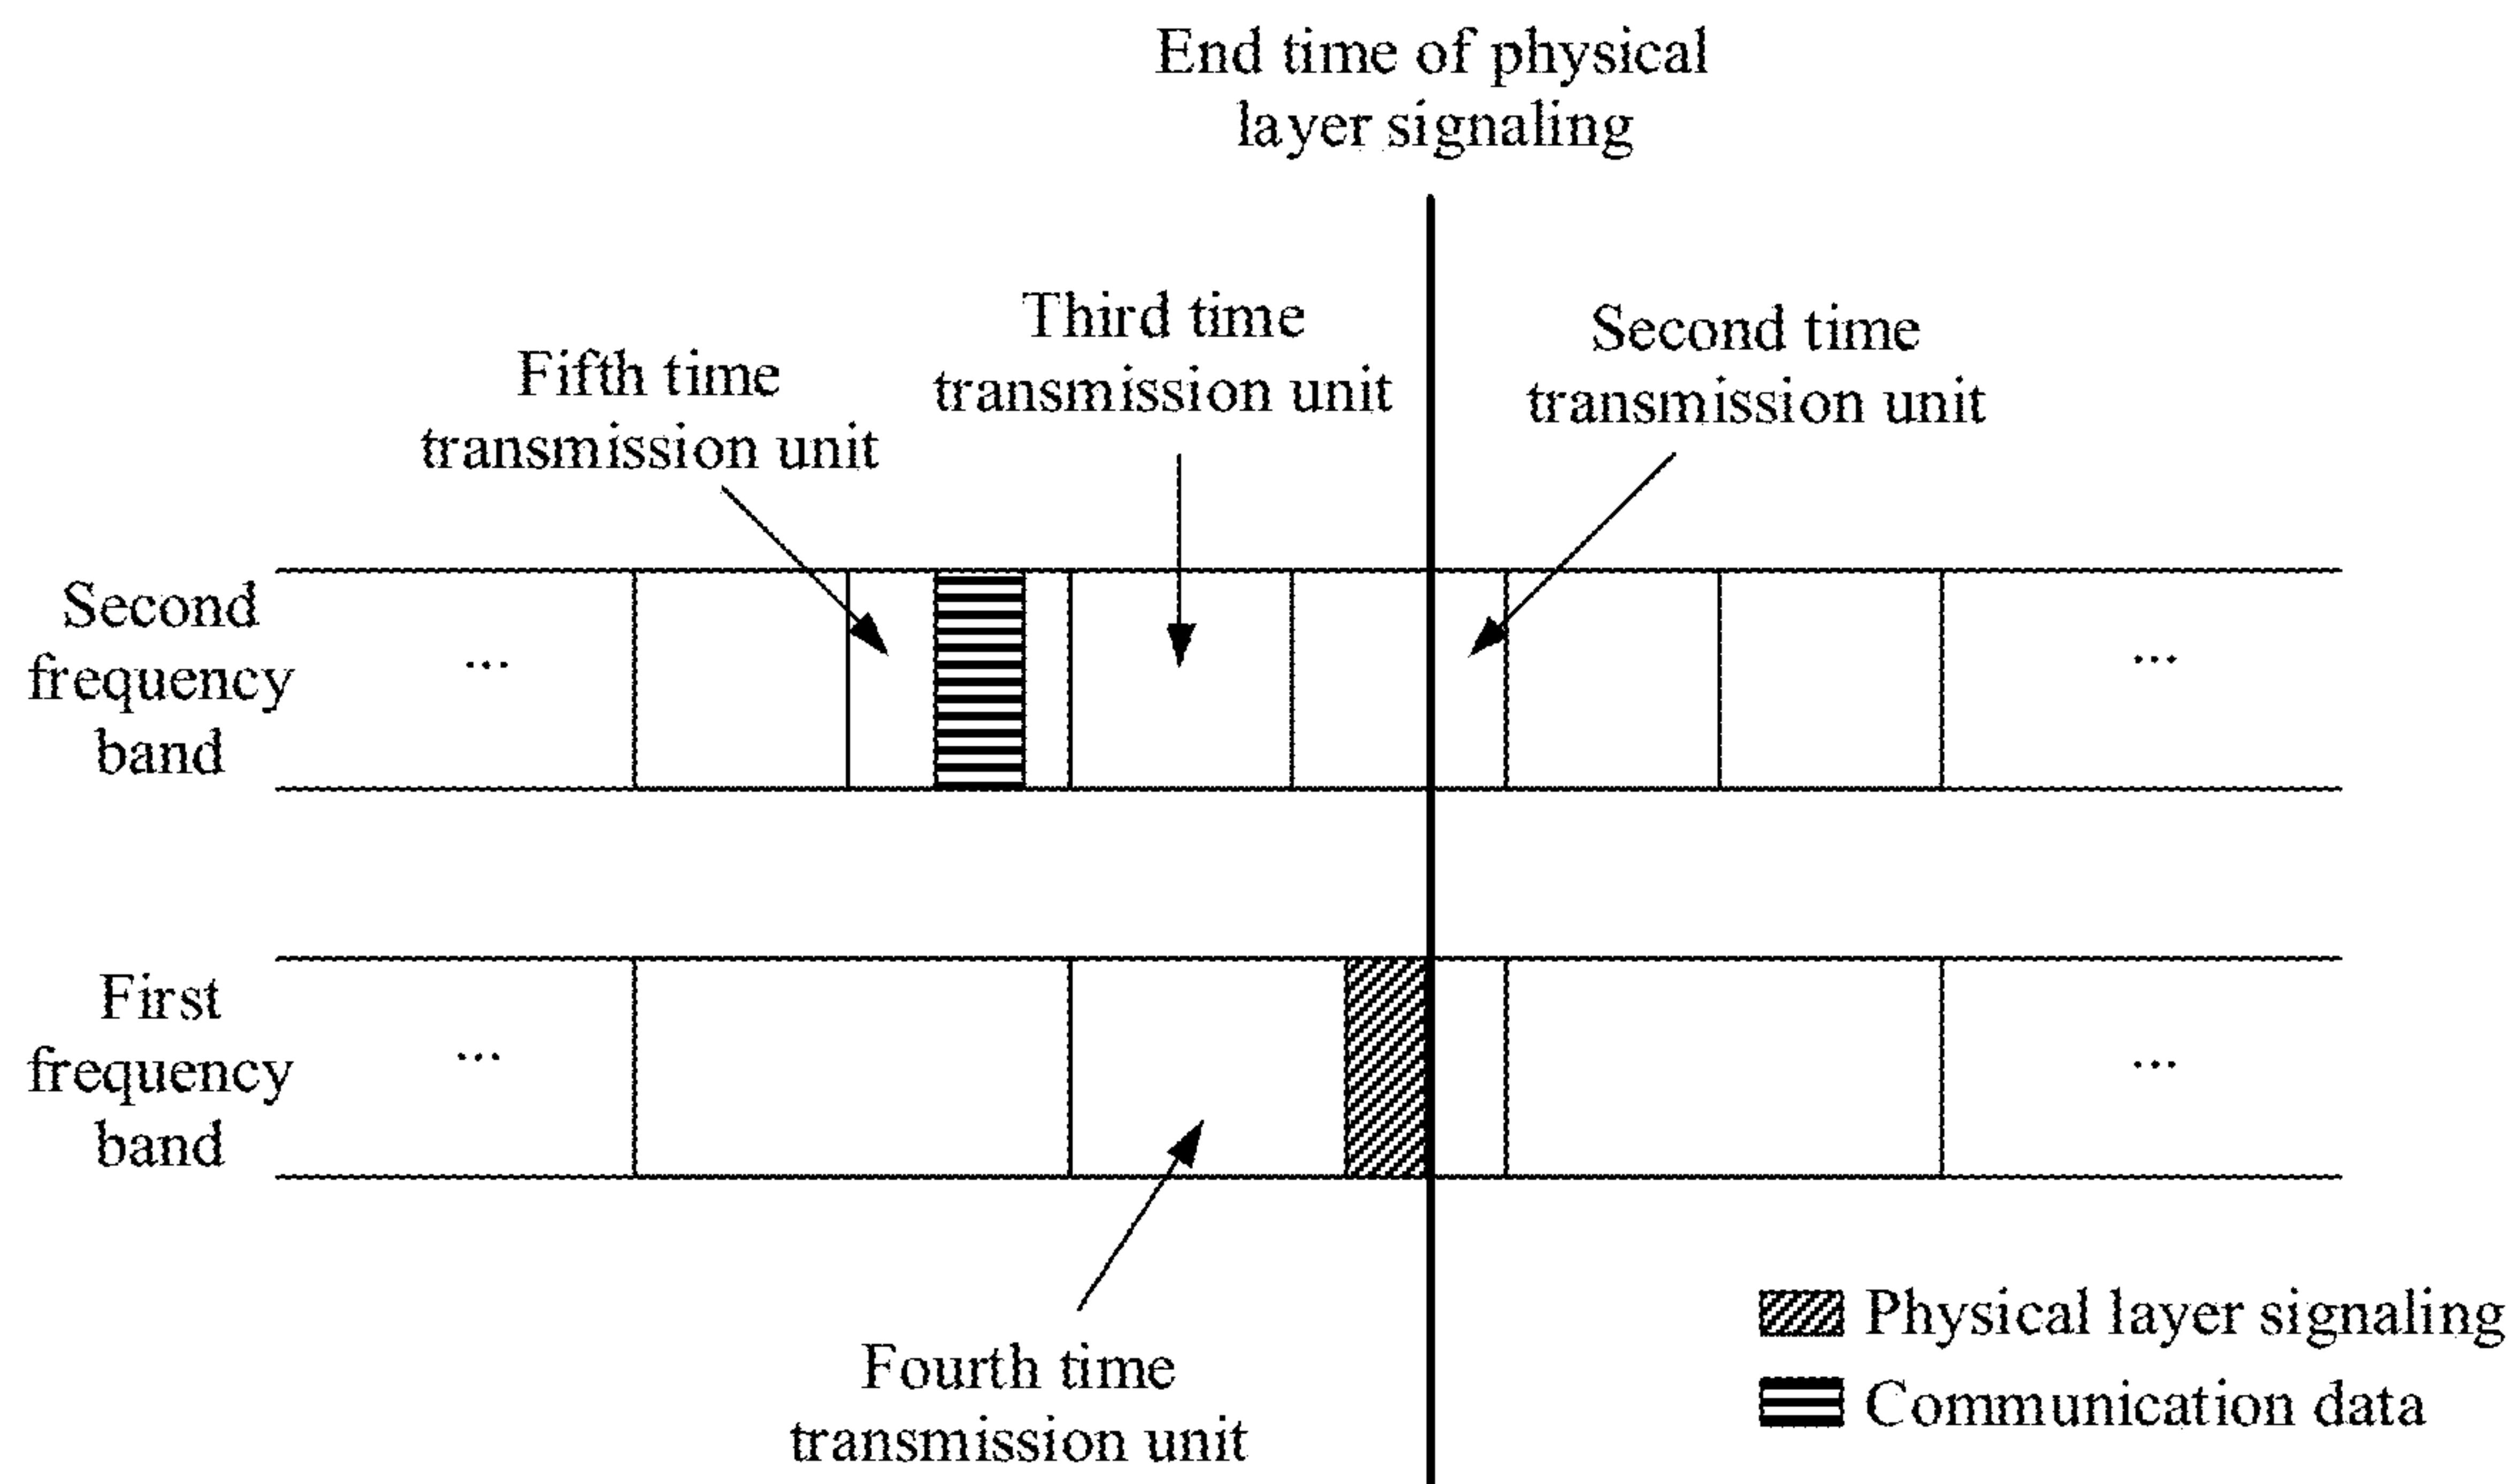 End time of physical
layer signaling
Third time
transmission unit
Second time
transmission unit
Fifth time
transmission unit
Second
frequency
band
...
...
First
frequency
band
...
...
Fourth time
transmission unit
Physical layer signaling
Communication data